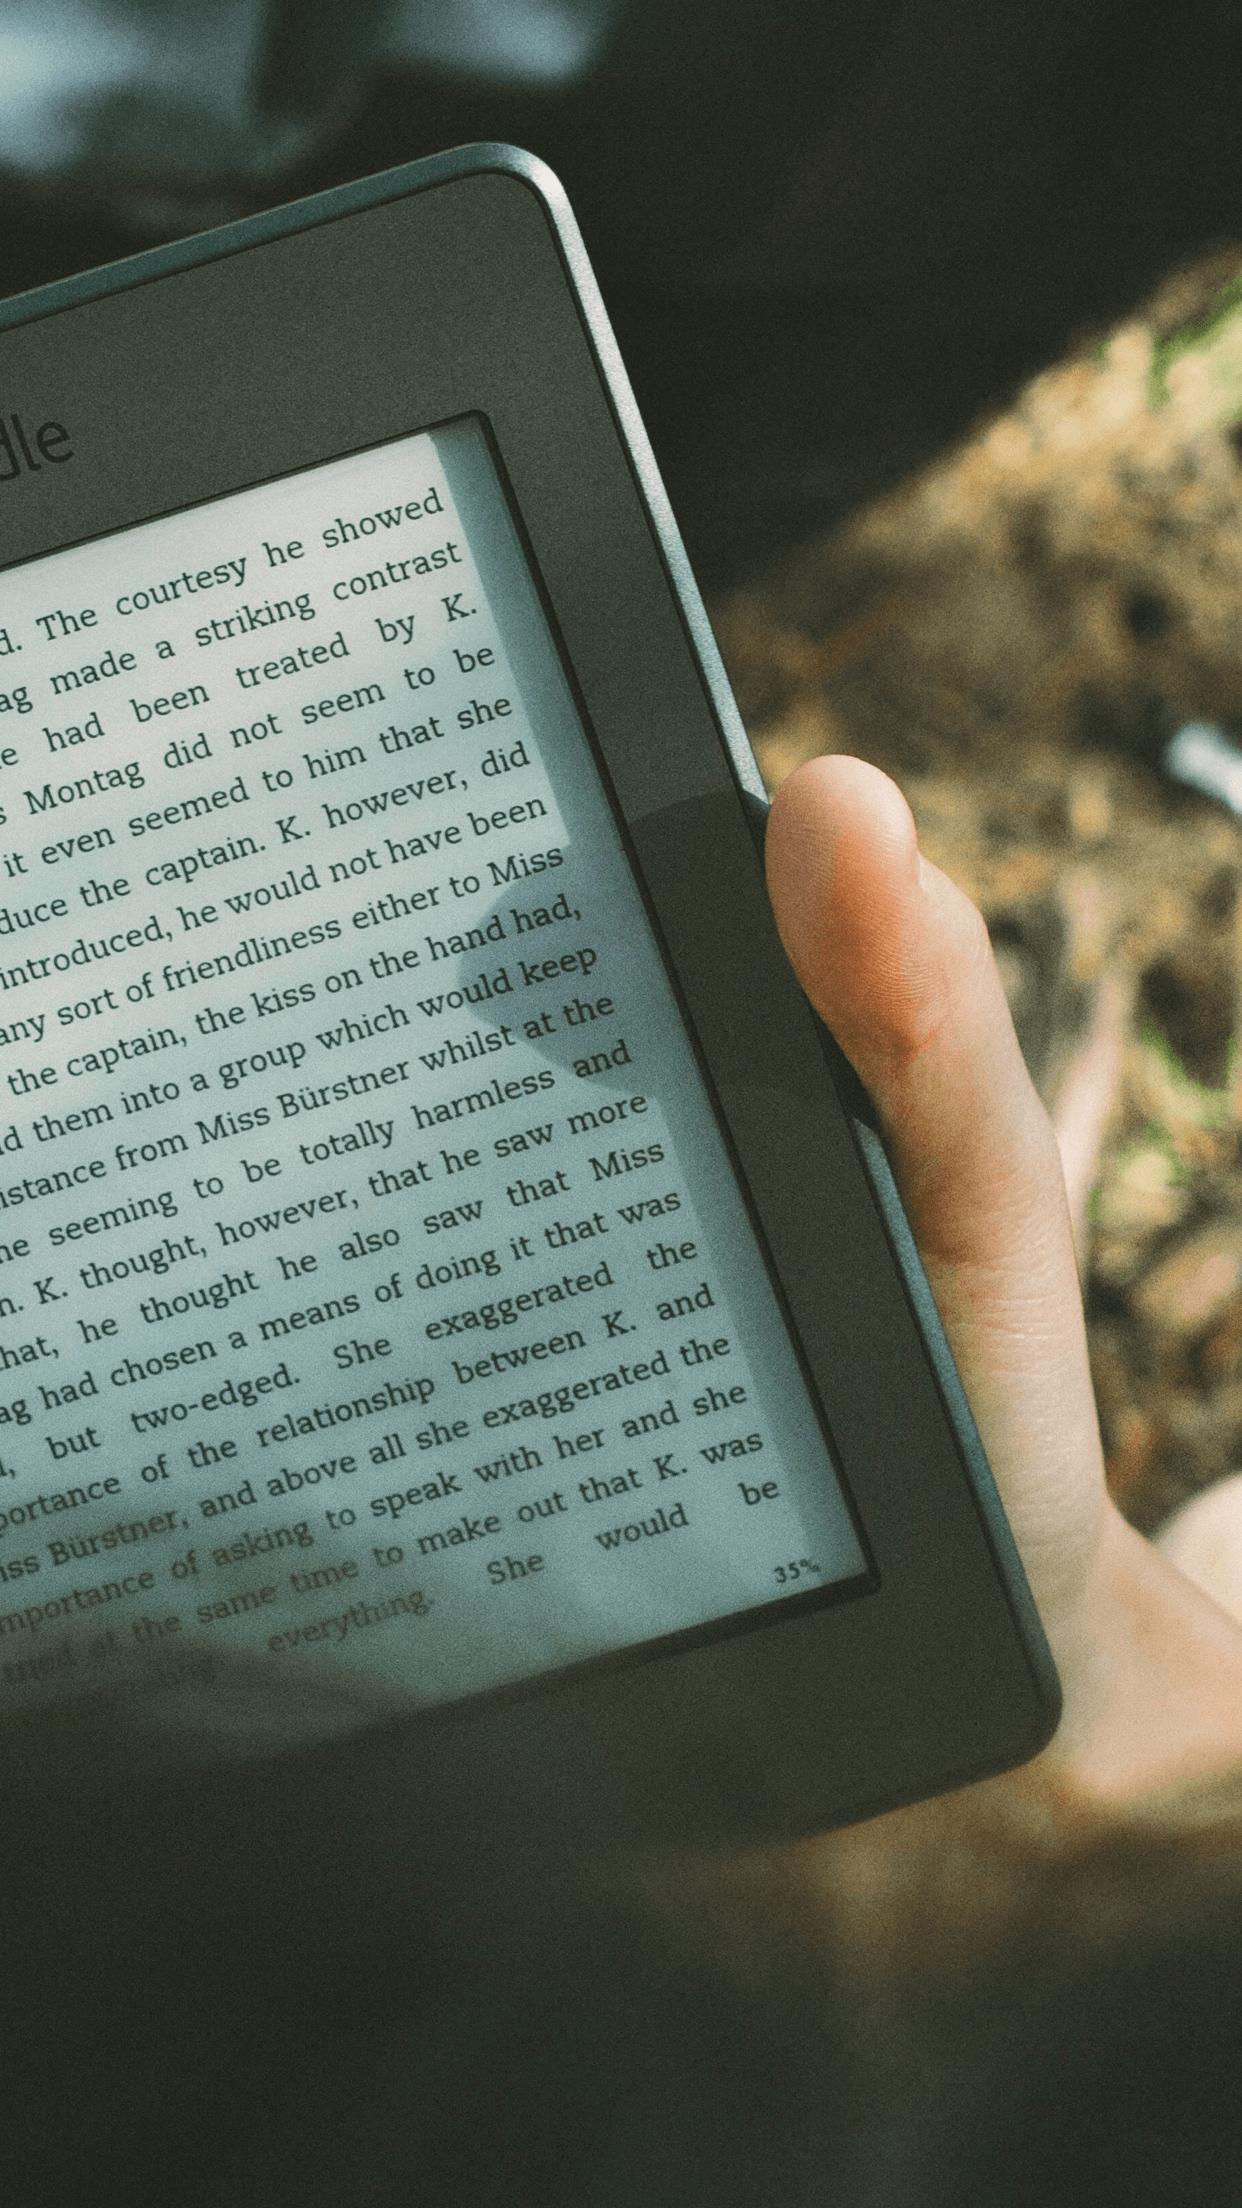 dle
d. The courtesy he showed
ag made a striking contrast
e had been treated by K.
s Montag did not seem to be
it even seemed to him that she
duce the captain. K. however, did
introduced, he would not have been
any sort of friendliness either to Miss
the captain, the kiss on the hand had,
d them into a group which would keep
istance from Miss Bürstner whilst at the
ne seeming to be totally harmless and
n. K. thought, however, that he saw more
hat, he thought he also saw that Miss
ag had chosen a means of doing it that was
l, but two-edged. She exaggerated the
portance of the relationship between K. and
iss Bürstner, and above all she exaggerated the
mportance of asking to speak with her and she
tried at the same time to make out that K. was
everything. She would be
35%